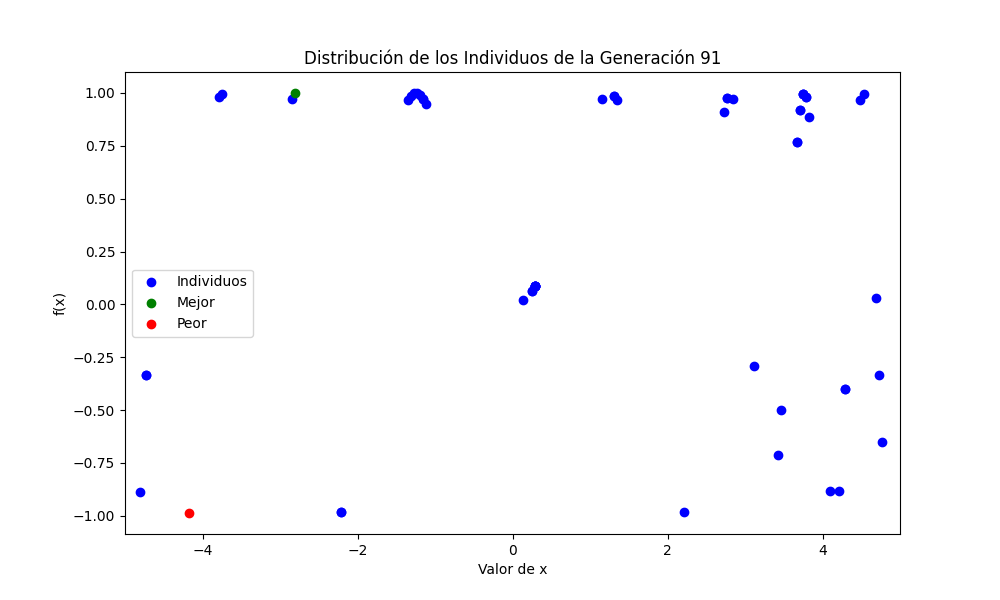 Distribución de los Individuos de la Generación 91
f(x)
1.00
0.75
0.50
0.25
0.00
−0.25
−0.50
−0.75
−1.00
Individuos
Mejor
Peor
−4
−2
0
2
4
Valor de x